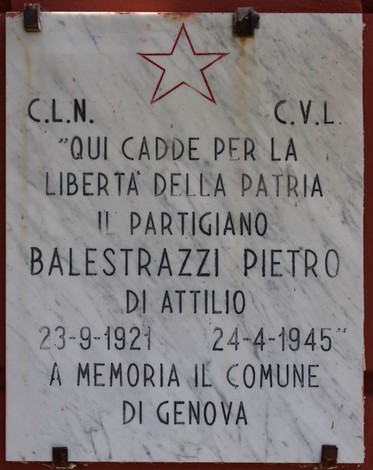 C.L.N. C.V.L.
"QUI CADDE PER LA
LIBERTA' DELLA PATRIA
IL PARTIGIANO
BALESTRAZZI PIETRO
DI ATTILIO
23-9-1921 24-4-1945"
A MEMORIA IL COMUNE
DI GENOVA